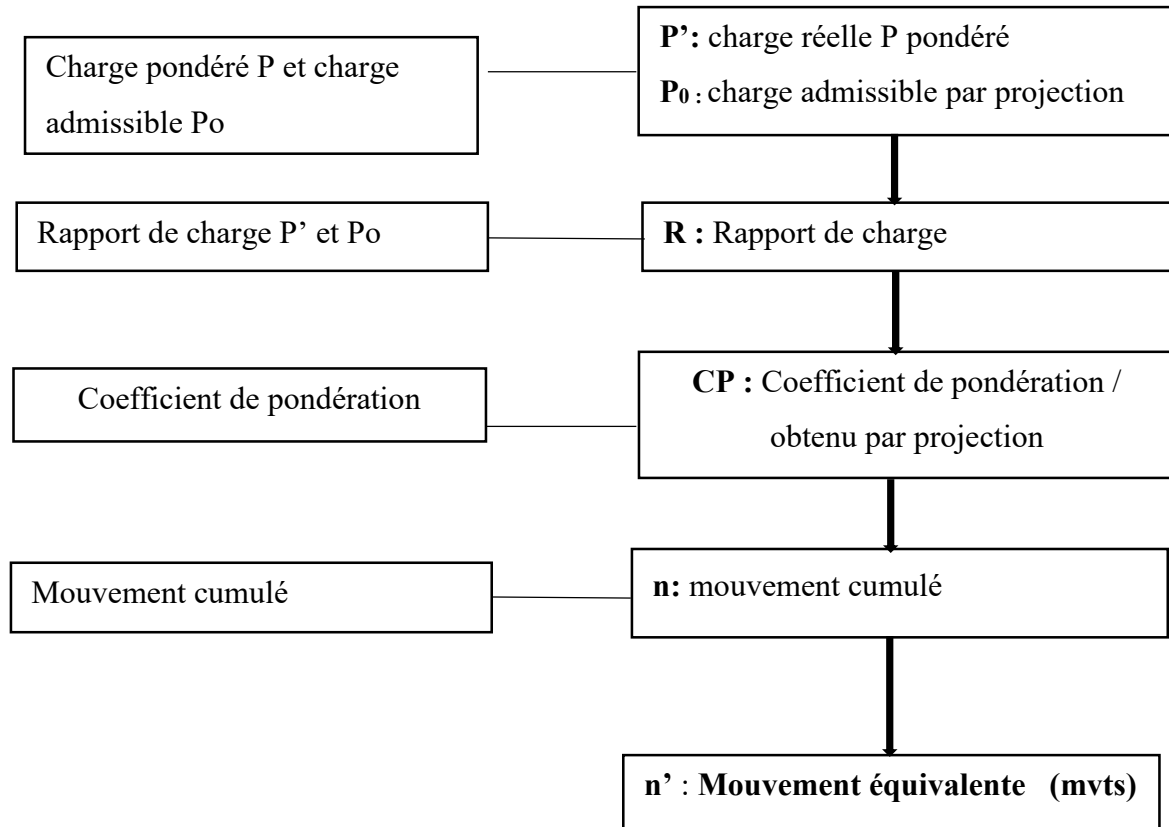 Charge pondéré P et charge
admissible Po
P’: charge réelle P pondéré
P0 : charge admissible par projection
Rapport de charge P’ et Po
R : Rapport de charge
Coefficient de pondération
CP : Coefficient de pondération /
obtenu par projection
Mouvement cumulé
n: mouvement cumulé
n’ : Mouvement équivalente (mvts)